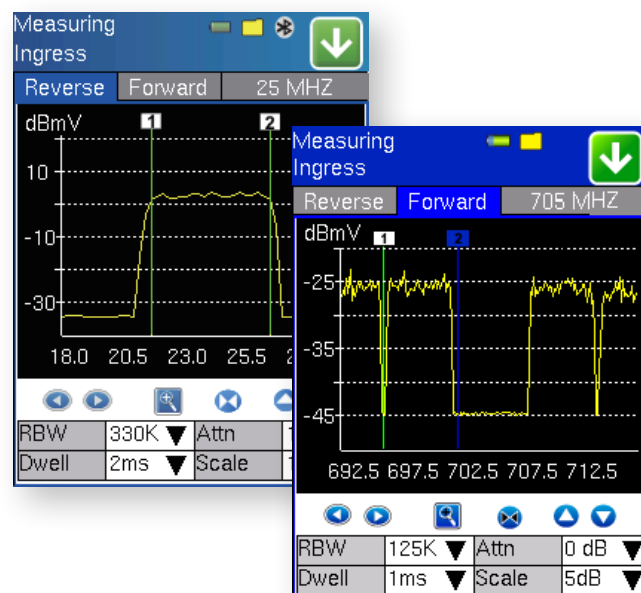 Measuring
Ingress
Reverse Forward 25 MHZ
dBmV 1 2
10
-10
-30
18.0 20.5 23.0 25.5
RBW 330K Attn
Dwell 2ms Scale
Measuring
Ingress
Reverse Forward 705 MHZ
dBmV 1 2
-25
-35
-45
692.5 697.5 702.5 707.5 712.5
RBW 125K Attn 0 dB
Dwell 1ms Scale 5dB